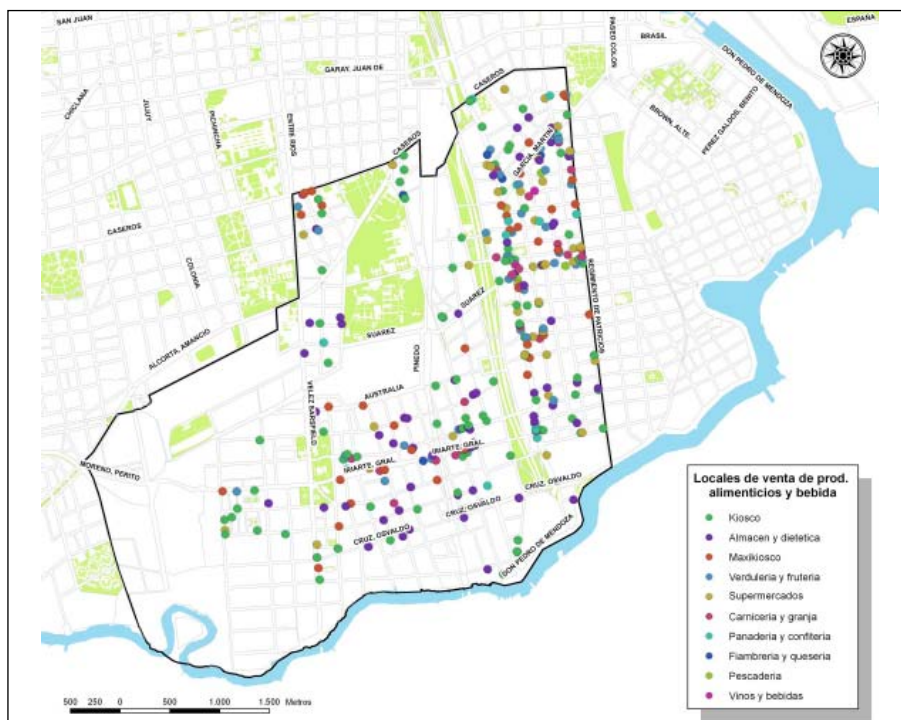 SAN JUAN
ESPAÑA
PASEO COLON
BRASIL
DON PEDRO DE MENDOZA
GARAY, JUAN DE
CASEROS
CHICLANA
JUJUY
PICHINCHA
ENTRE RIOS
BROWN, ALTE.
PEREZ GALDOS, BENITO
GARCIA, MARTIN
CASEROS
CASEROS
COLONIA
REGIMIENTO DE PATRICIOS
SUAREZ
ALCORTA, AMANCIO
SUAREZ
PINEDO
AUSTRALIA
VELEZ SARSFIELD
IRIARTE, GRAL
IRIARTE, GRAL
MORENO, PERITO
CRUZ, OSVALDO
CRUZ, OSVALDO
CRUZ, OSVALDO
DON PEDRO DE MENDOZA
Locales de venta de prod.
alimenticios y bebida
Kiosco
Almacen y dietetica
Maxikiosco
Verduleria y fruteria
Supermercados
Carniceria y granja
Panaderia y confiteria
Fiambreria y queseria
Pescaderia
Vinos y bebidas
500 250 0 500 1.000 1.500 Metros